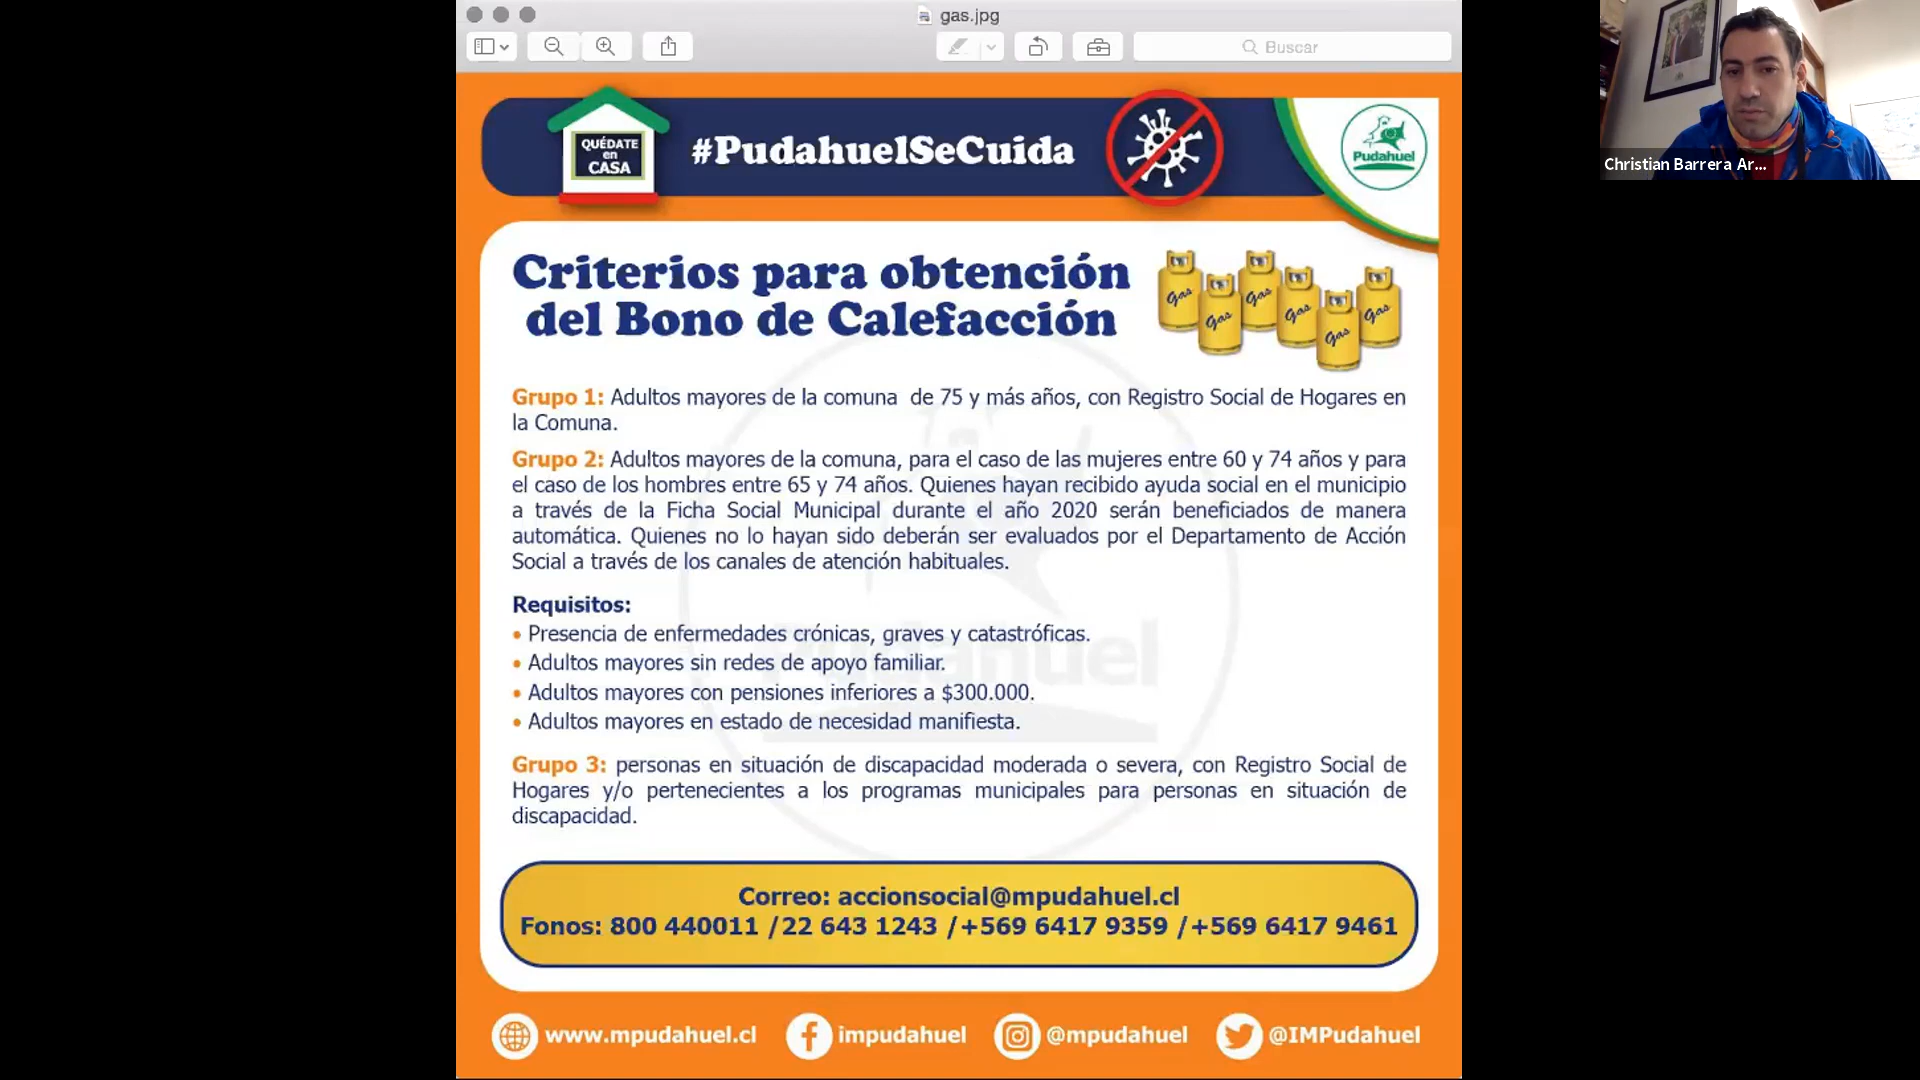 gas.jpg
Buscar
QUÉDATE
en
CASA
#PudahuelSeCuida
Pudahuel
Christian Barrera Ar...
Criterios para obtención
del Bono de Calefacción
Gas
Gas
Gas
Gas
Gas
Gas
Grupo 1: Adultos mayores de la comuna de 75 y más años, con Registro Social de Hogares en
la Comuna.
Grupo 2: Adultos mayores de la comuna, para el caso de las mujeres entre 60 y 74 años y para
el caso de los hombres entre 65 y 74 años. Quienes hayan recibido ayuda social en el municipio
a través de la Ficha Social Municipal durante el año 2020 serán beneficiados de manera
automática. Quienes no lo hayan sido deberán ser evaluados por el Departamento de Acción
Social a través de los canales de atención habituales.
Requisitos:
• Presencia de enfermedades crónicas, graves y catastróficas.
• Adultos mayores sin redes de apoyo familiar.
• Adultos mayores con pensiones inferiores a $300.000.
• Adultos mayores en estado de necesidad manifiesta.
Pudahuel
Grupo 3: personas en situación de discapacidad moderada o severa, con Registro Social de
Hogares y/o pertenecientes a los programas municipales para personas en situación de
discapacidad.
Correo: accionsocial@mpudahuel.cl
Fonos: 800 440011 /22 643 1243 /+569 6417 9359 /+569 6417 9461
www.mpudahuel.cl
impudahuel
@mpudahuel
@IMPudahuel